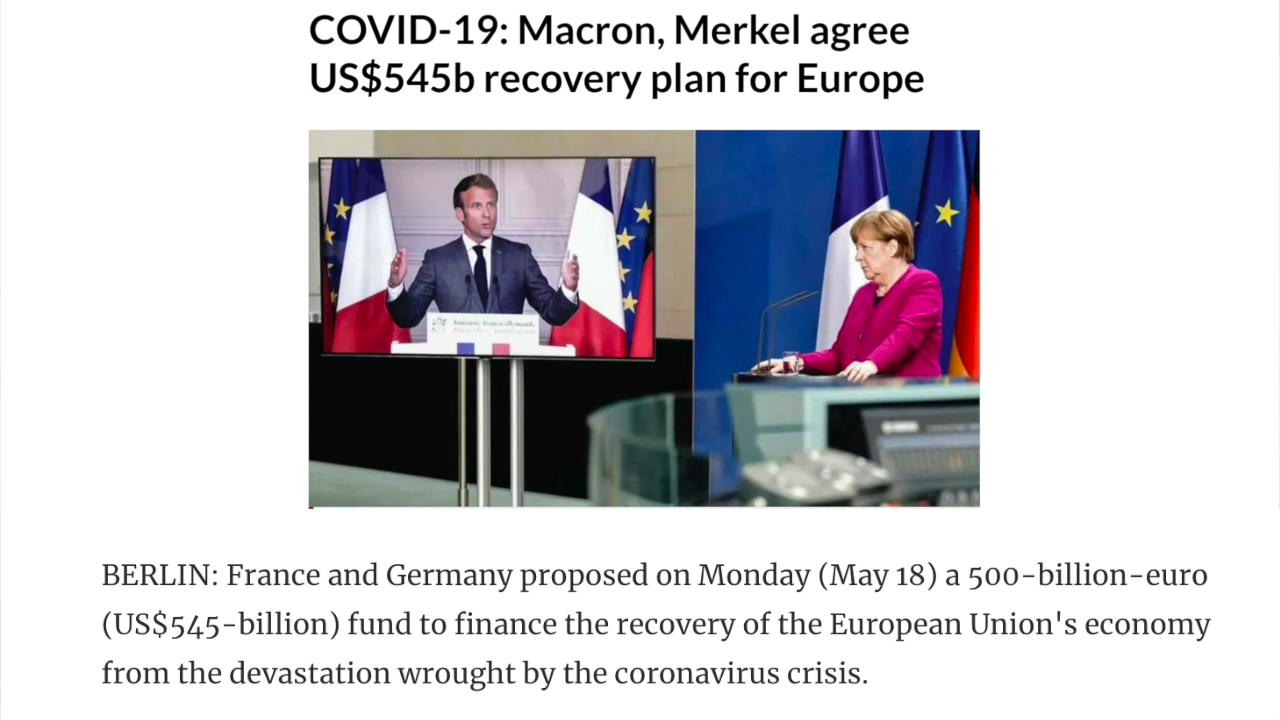 COVID-19: Macron, Merkel agree
US$545b recovery plan for Europe
BERLIN: France and Germany proposed on Monday (May 18) a 500-billion-euro
(US$545-billion) fund to finance the recovery of the European Union's economy
from the devastation wrought by the coronavirus crisis.